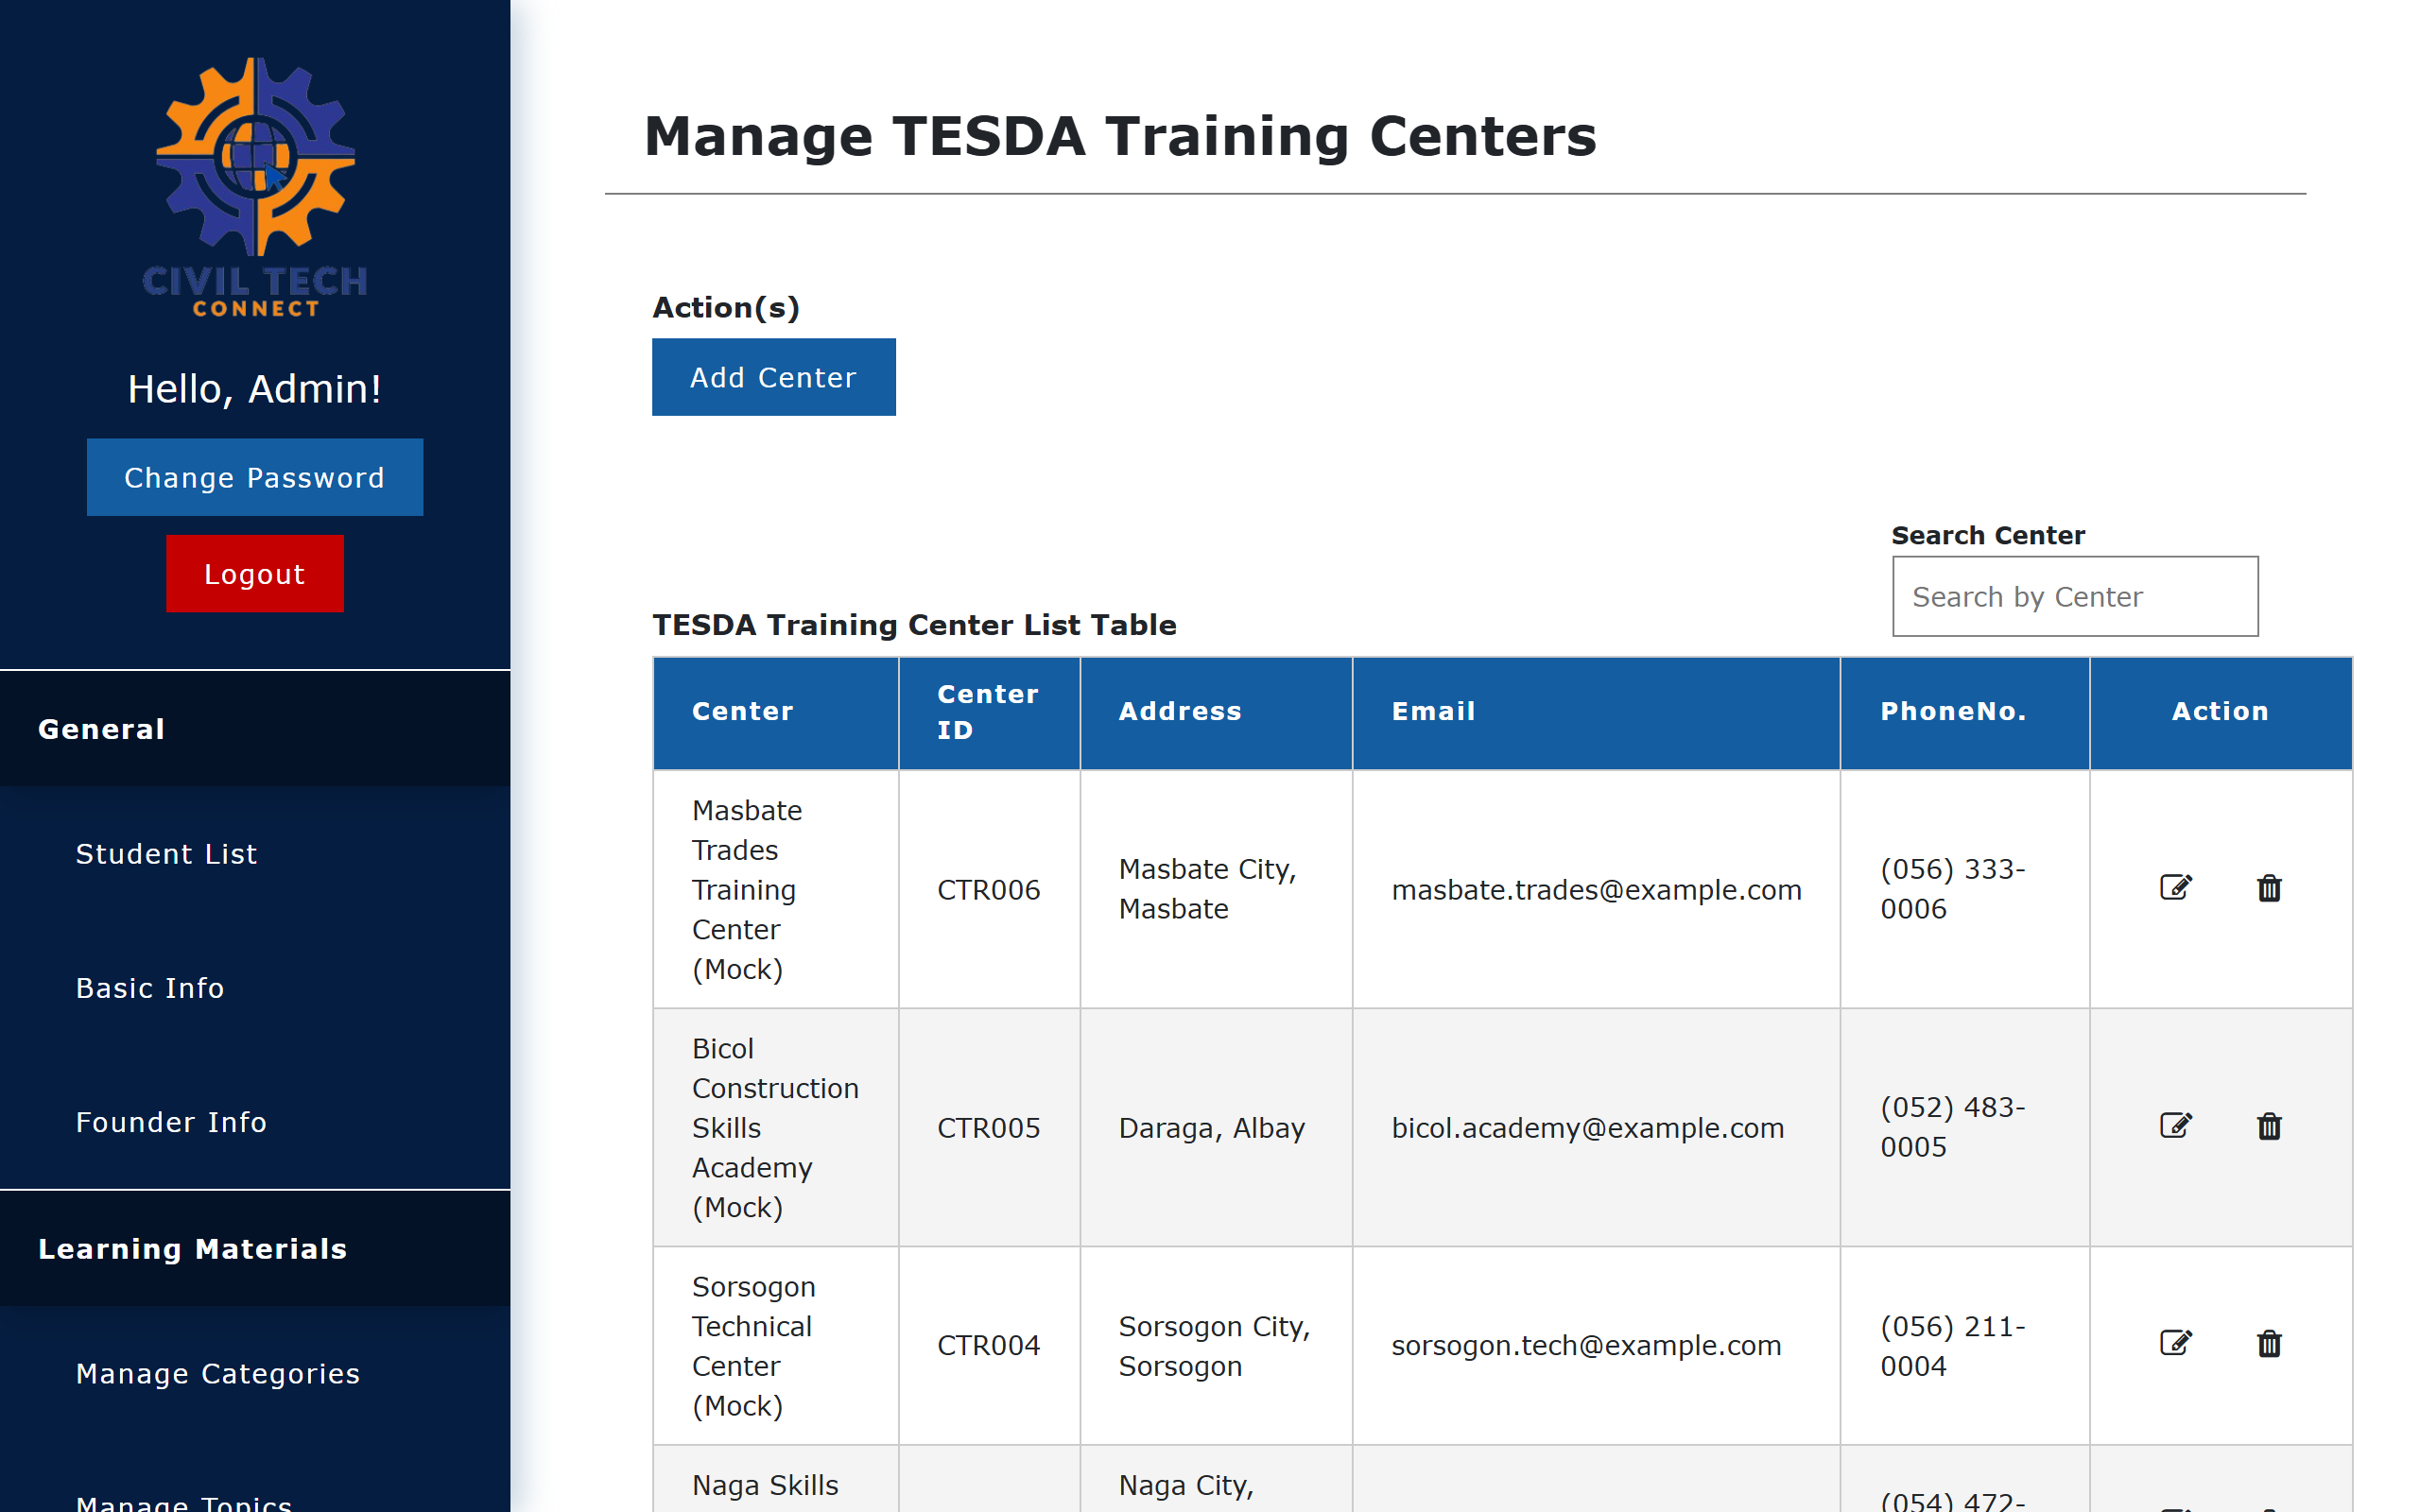 CIVIL TECH
CONNECT
Hello, Admin!
Change Password
Logout
General
Student List
Basic Info
Founder Info
Learning Materials
Manage Categories
Manage Topics
Manage TESDA Training Centers
Action(s)
Add Center
Search Center
Search by Center
TESDA Training Center List Table
Center
Center
ID
Address
Email
PhoneNo.
Action
Masbate
Trades
Training
Center
(Mock)
CTR006
Masbate City,
Masbate
masbate.trades@example.com
(056) 333-
0006
Bicol
Construction
Skills
Academy
(Mock)
CTR005
Daraga, Albay
bicol.academy@example.com
(052) 483-
0005
Sorsogon
Technical
Center
(Mock)
CTR004
Sorsogon City,
Sorsogon
sorsogon.tech@example.com
(056) 211-
0004
Naga Skills
Naga City,
(054) 472-